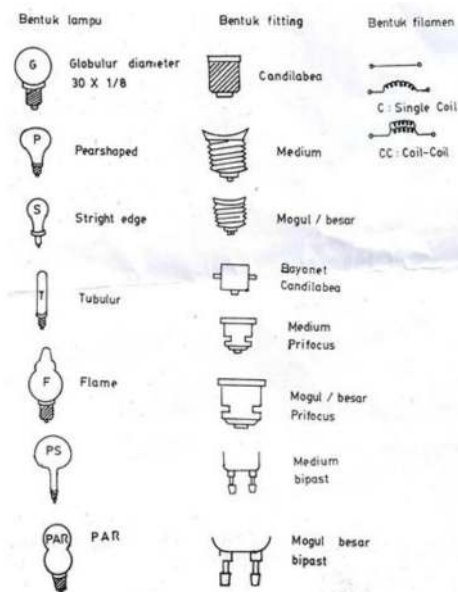 Bentuk lampu
G
Globulur diameter
30 X 1/8
P
Pearshaped
S
Stright edge
T
Tubulur
F
Flame
PS
PAR
PAR
Bentuk fitting
Candilabea
Medium
Mogul / besar
Bayonet
Candilabea
Medium
Prifocus
Mogul / besar
Prifocus
Medium
bipast
Mogul besar
bipast
Bentuk filamen
C : Single Coil
CC : Coil-Coil